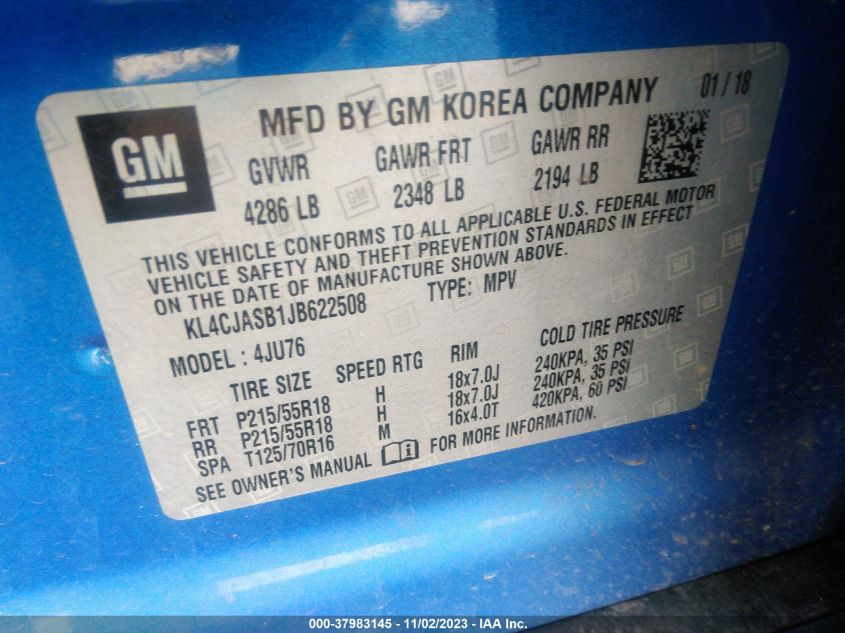 MFD BY GM KOREA COMPANY 01 / 18
GM
GVWR GAWR FRT GAWR RR
4286 LB 2348 LB 2194 LB
THIS VEHICLE CONFORMS TO ALL APPLICABLE U.S. FEDERAL MOTOR
VEHICLE SAFETY AND THEFT PREVENTION STANDARDS IN EFFECT
ON THE DATE OF MANUFACTURE SHOWN ABOVE.
KL4CJASB1JB622508 TYPE: MPV
MODEL : 4JU76
TIRE SIZE SPEED RTG RIM COLD TIRE PRESSURE
FRT P215/55R18 H 18x7.0J 240KPA, 35 PSI
RR P215/55R18 H 18x7.0J 240KPA, 35 PSI
SPA T125/70R16 M 16x4.0T 420KPA, 60 PSI
SEE OWNER'S MANUAL FOR MORE INFORMATION.
000-37983145 - 11/02/2023 - IAA Inc.